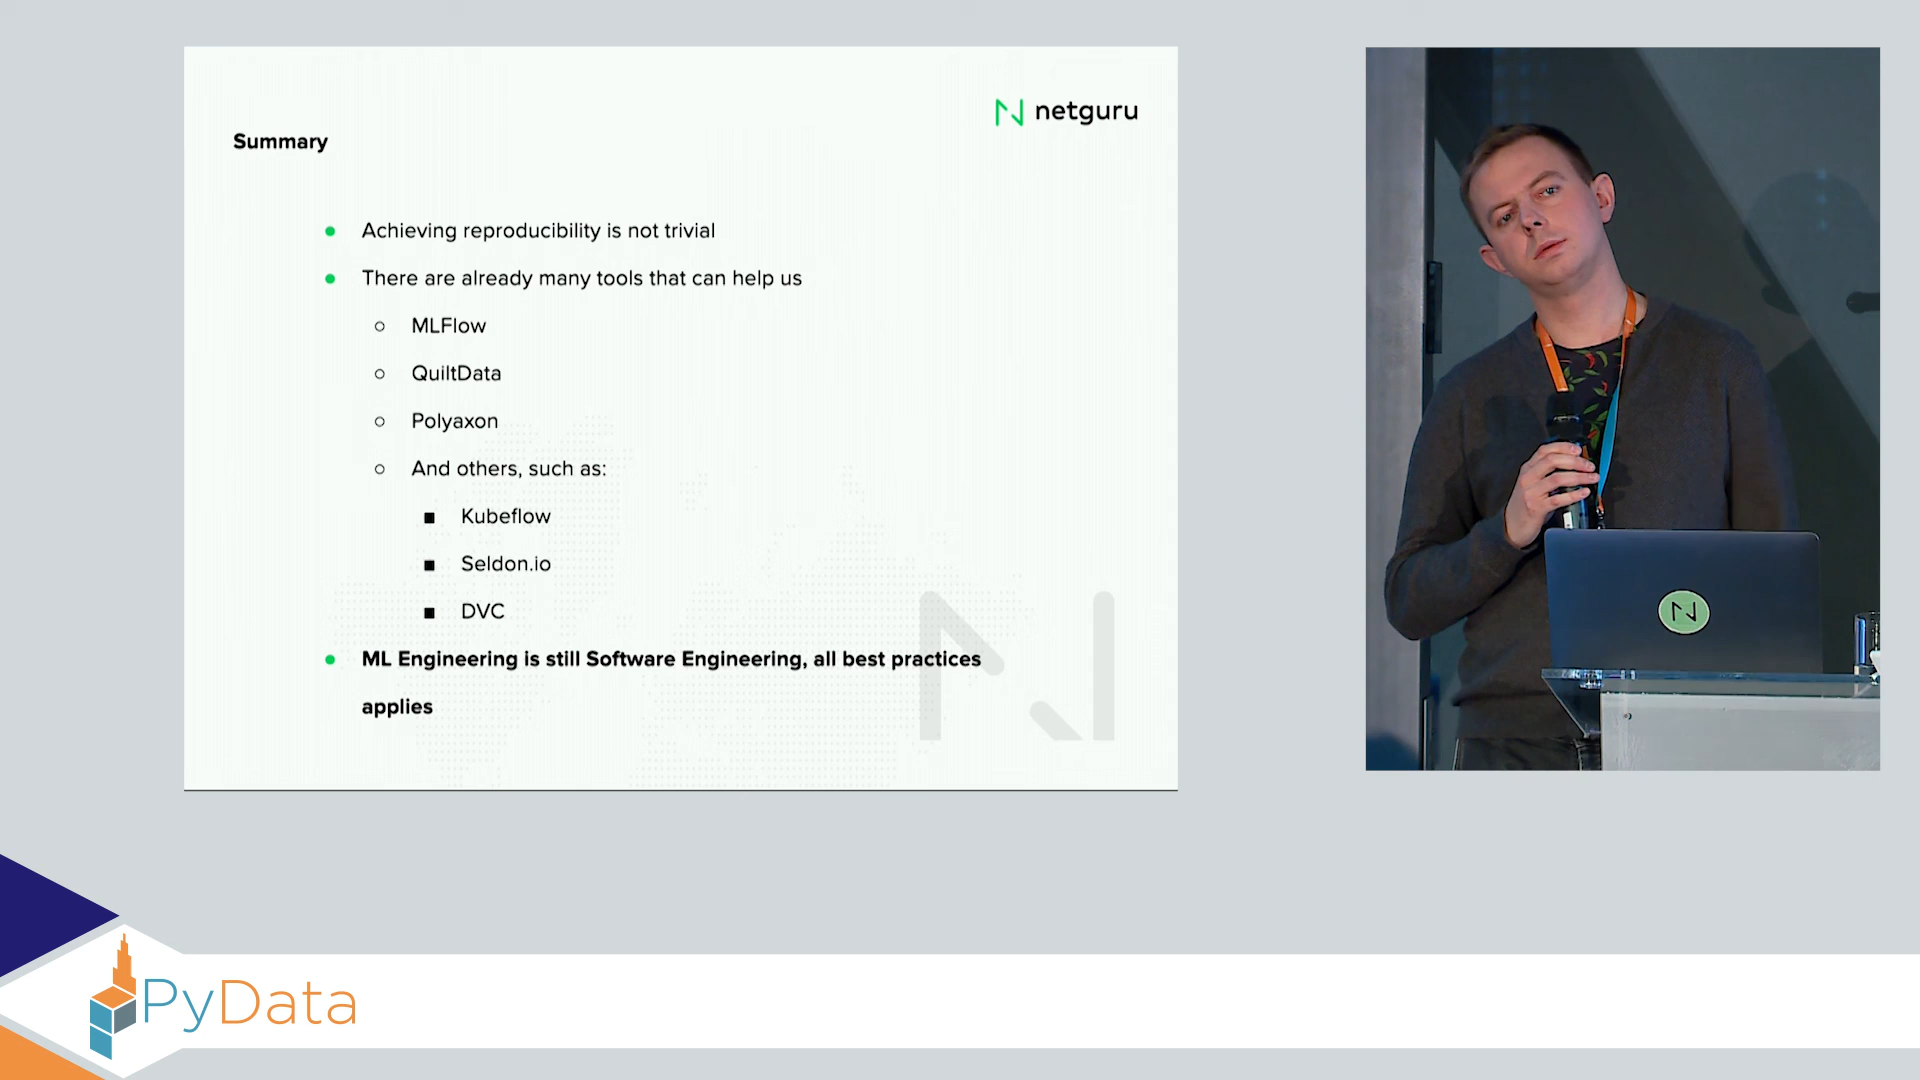 netguru
Summary
Achieving reproducibility is not trivial
There are already many tools that can help us
MLFlow
QuiltData
Polyaxon
And others, such as:
Kubeflow
Seldon.io
DVC
ML Engineering is still Software Engineering, all best practices
applies
PyData